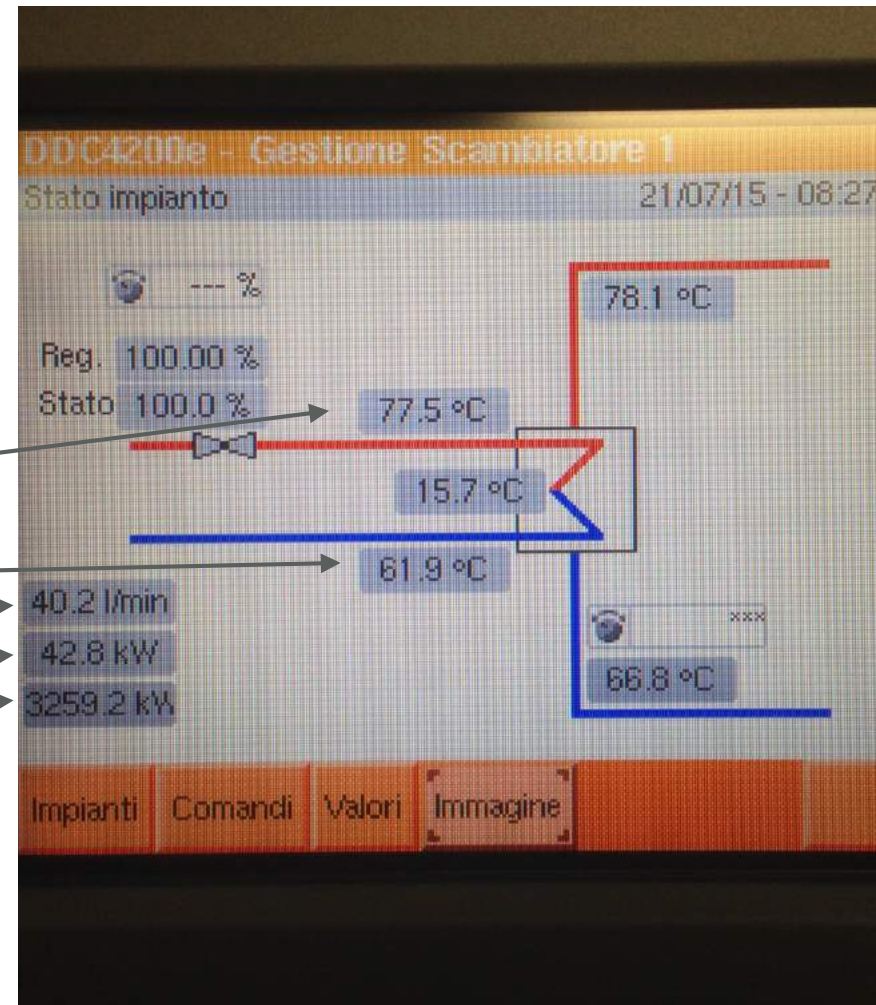 DDC4200e - Gestione Scambiatore 1
Stato impianto 21/07/15 - 08:27
--- %
78.1 °C
Reg. 100.00 %
Stato 100.0 %
77.5 °C
15.7 °C
61.9 °C
40.2 l/min
42.8 kW
3259.2 kW
***
66.8 °C
Impianti Comandi Valori Immagine